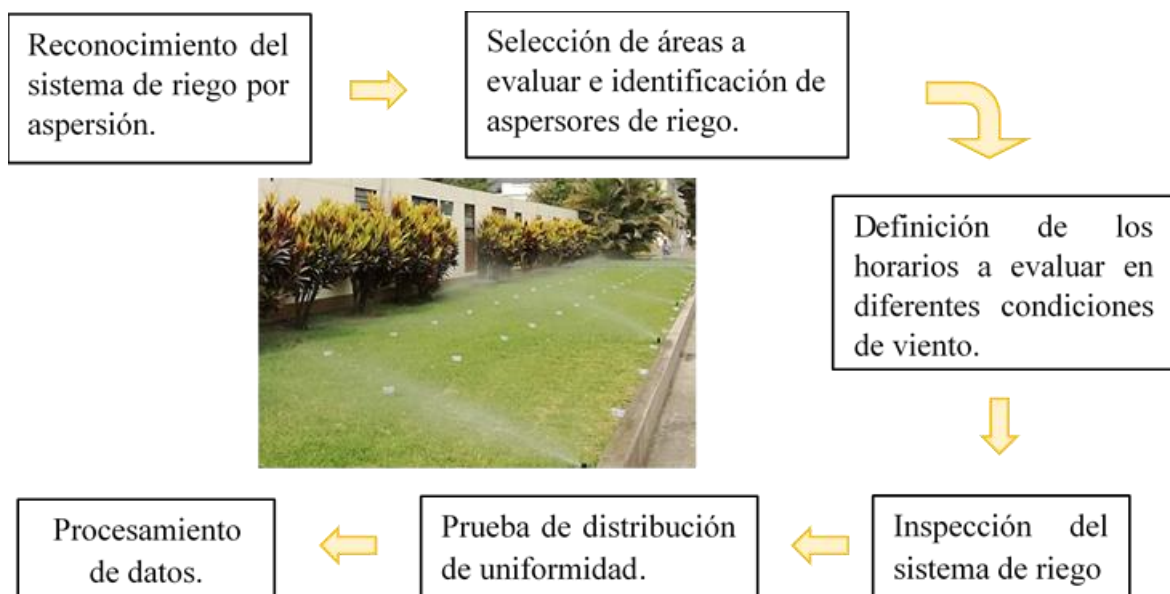 Reconocimiento del
sistema de riego por
aspersión.
Selección de áreas a
evaluar e identificación de
aspersores de riego.
Definición de los
horarios a evaluar en
diferentes condiciones
de viento.
Inspección del
sistema de riego
Prueba de distribución
de uniformidad.
Procesamiento
de datos.